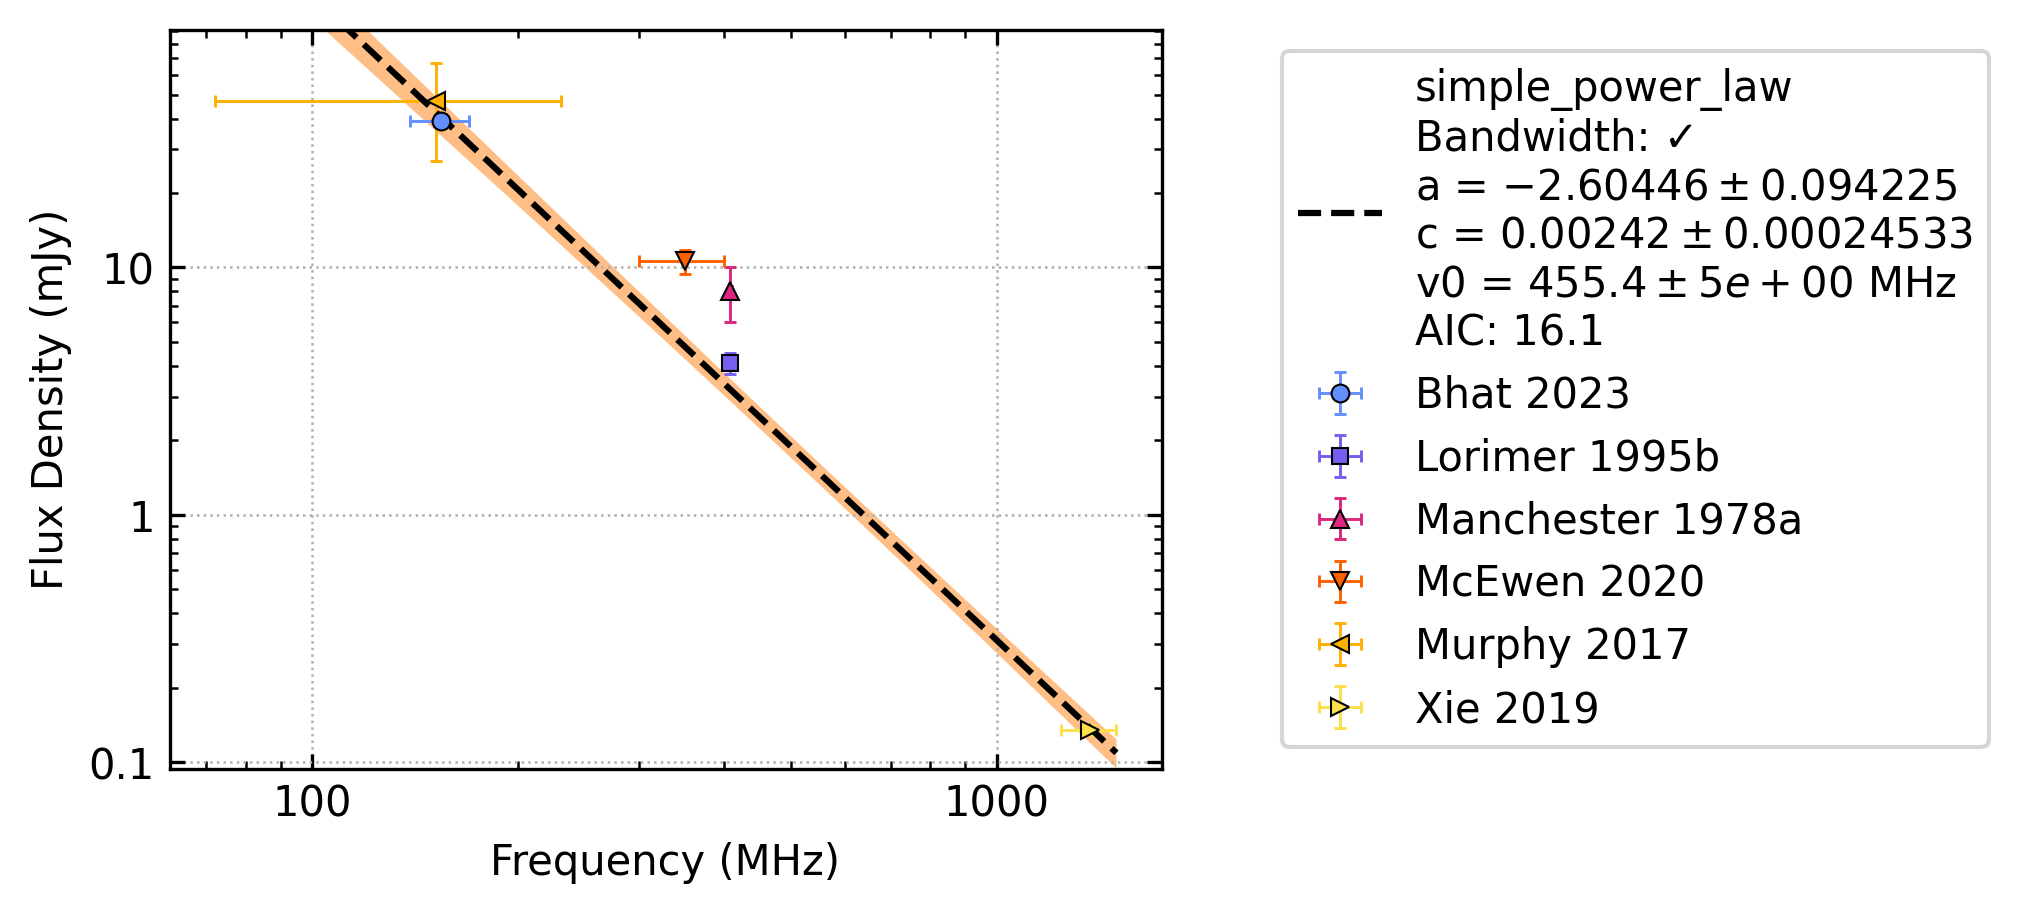 Flux Density (mJy)
10
1
0.1
100
1000
Frequency (MHz)
simple_power_law
Bandwidth: ✓
a = −2.60446 ± 0.094225
c = 0.00242 ± 0.00024533
v0 = 455.4 ± 5e + 00 MHz
AIC: 16.1
Bhat 2023
Lorimer 1995b
Manchester 1978a
McEwen 2020
Murphy 2017
Xie 2019